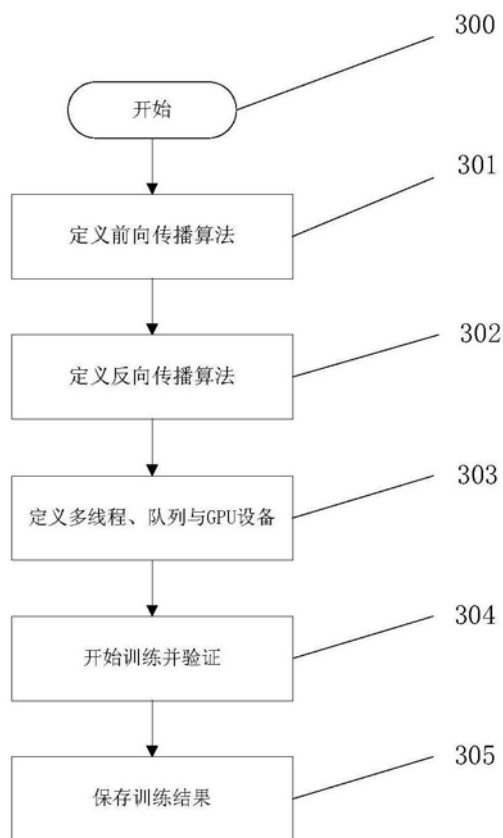 300
开始
301
定义前向传播算法
302
定义反向传播算法
303
定义多线程、队列与GPU设备
304
开始训练并验证
305
保存训练结果